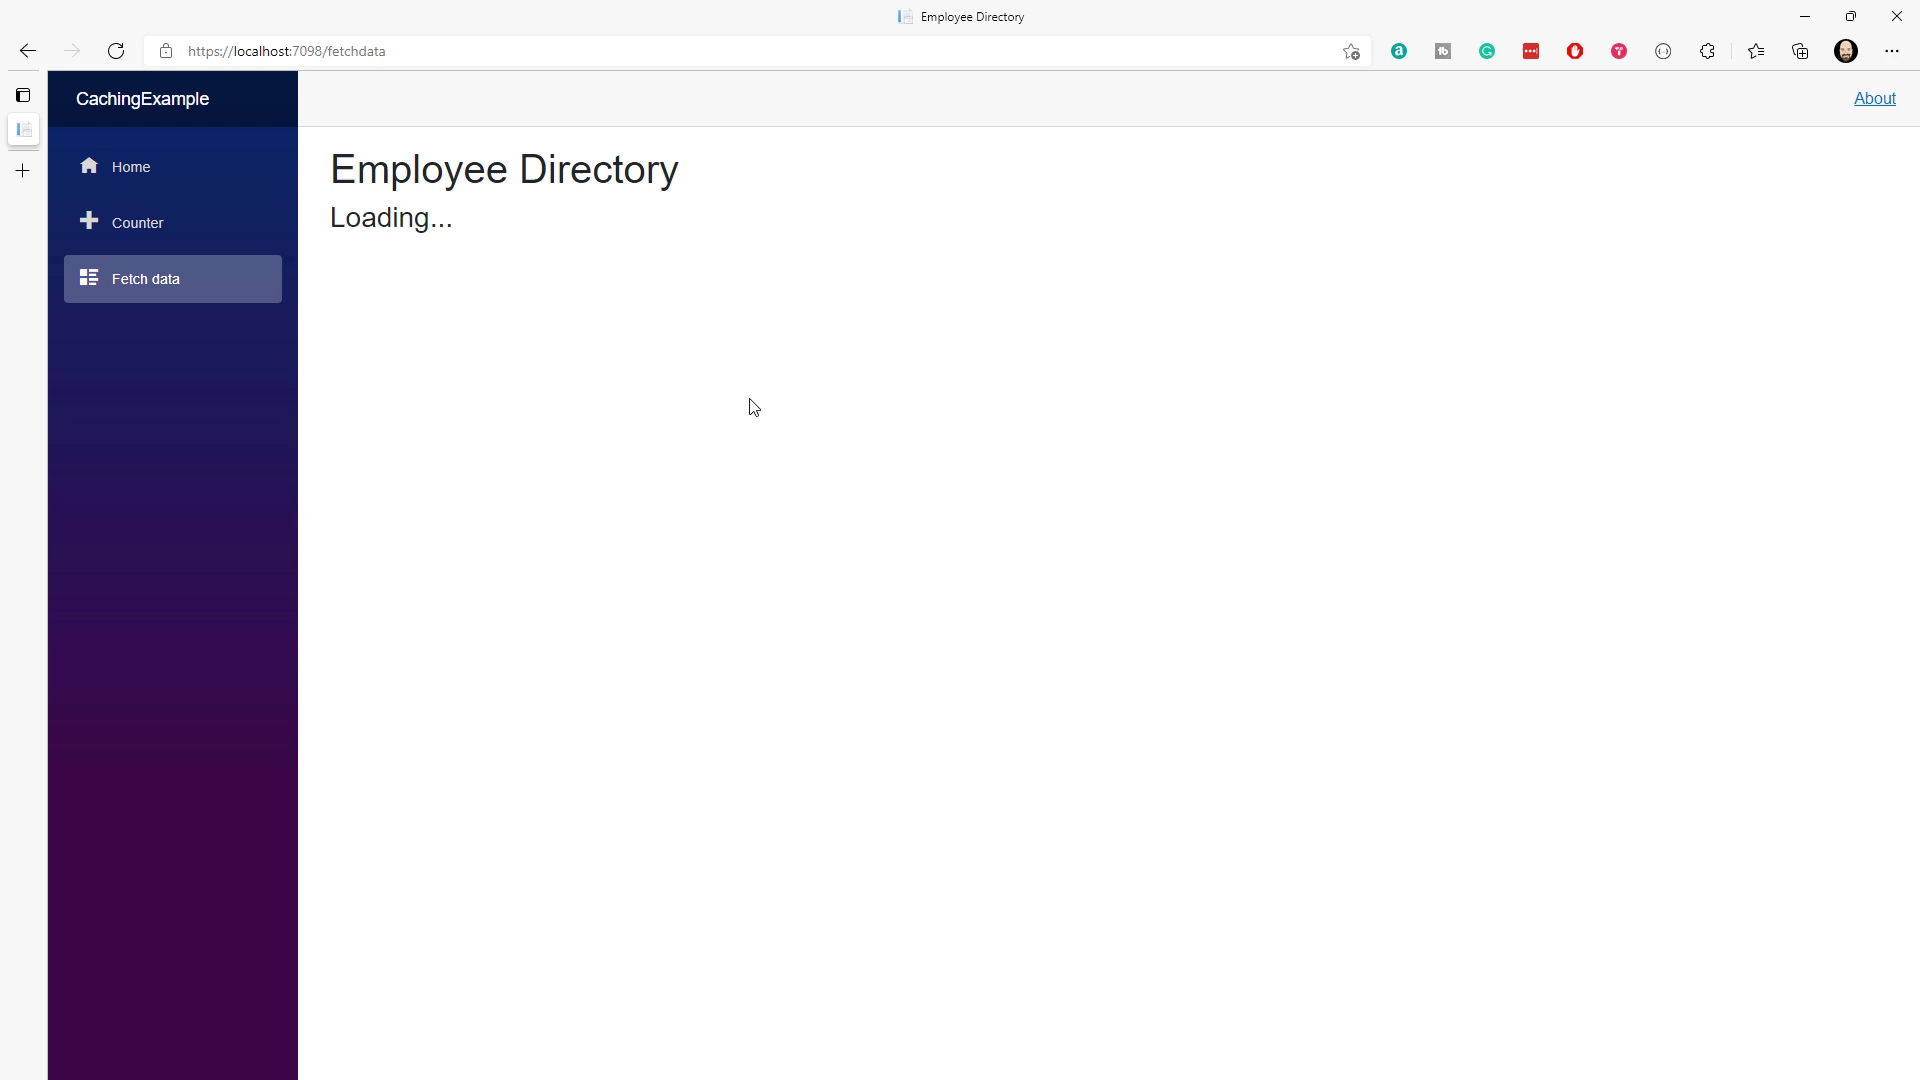 Employee Directory
https://localhost:7098/fetchdata
CachingExample
About
Home
Counter
Fetch data
Employee Directory
Loading...